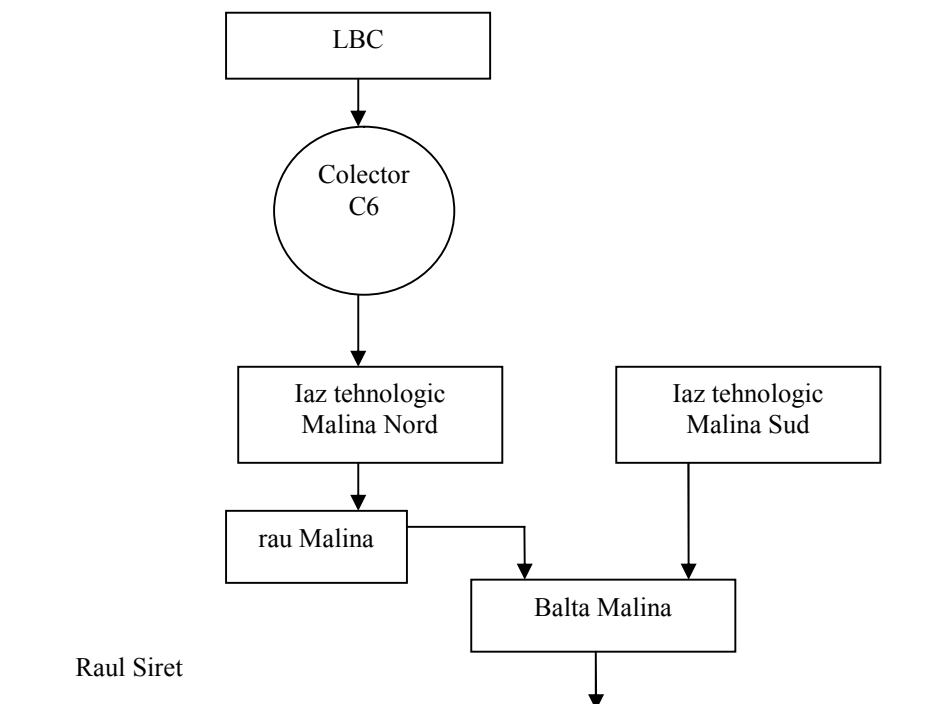 LBC
Colector
C6
Iaz tehnologic
Malina Nord
Iaz tehnologic
Malina Sud
rau Malina
Balta Malina
Raul Siret